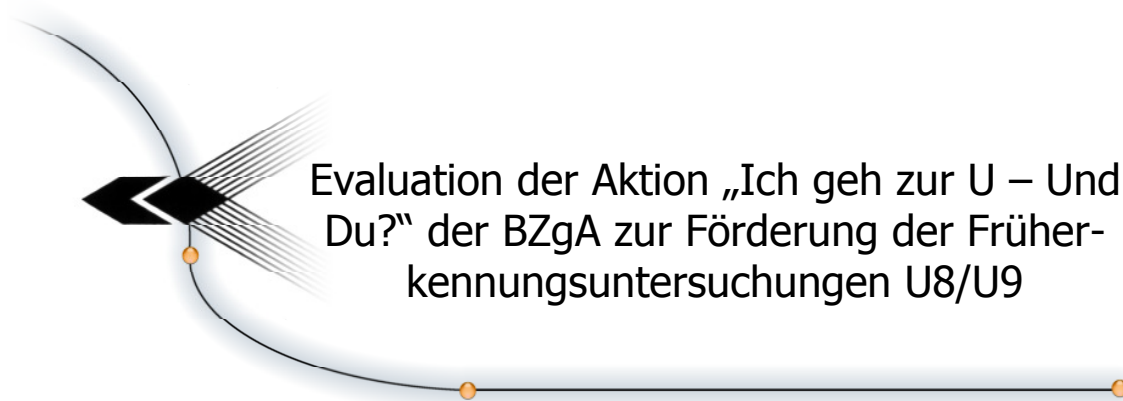 Evaluation der Aktion „Ich geh zur U – Und
Du?“ der BZgA zur Förderung der Früher-
kennungsuntersuchungen U8/U9